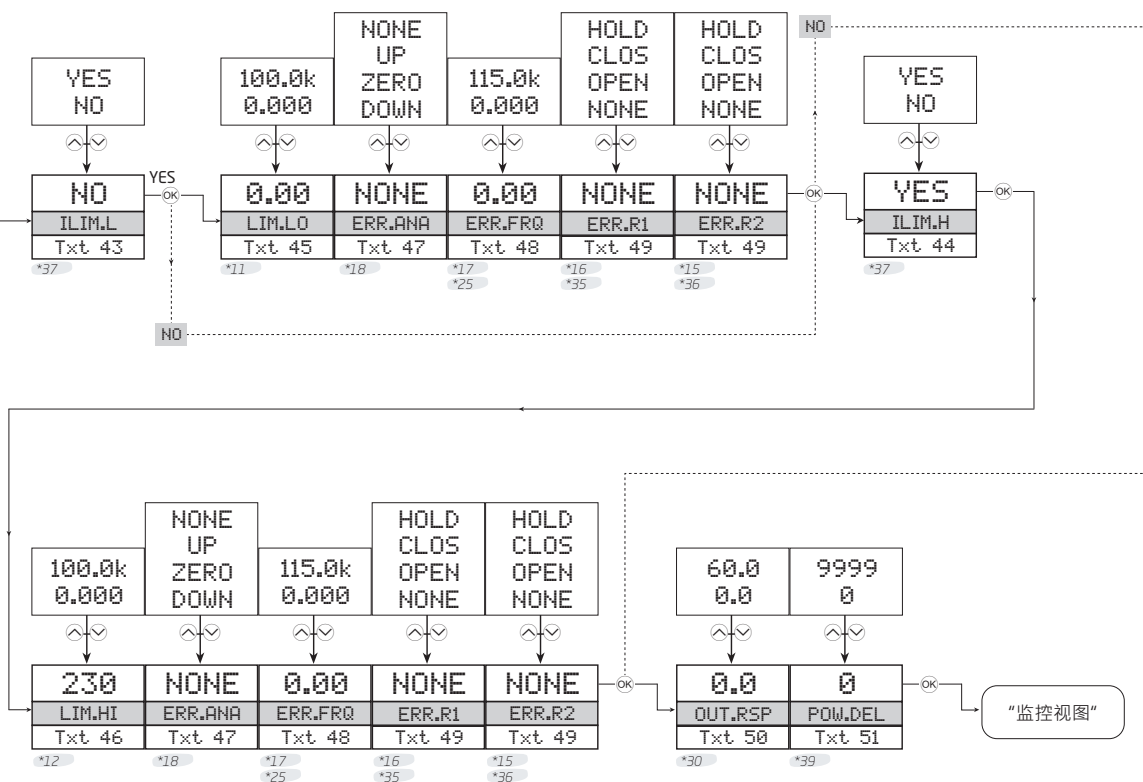 NO
YES
NO
100.0k
0.000
NONE
UP
ZERO
DOWN
115.0k
0.000
HOLD
CLOS
OPEN
NONE
HOLD
CLOS
OPEN
NONE
YES
NO
NO
ILIM.L
Txt 43
*37
YES
OK
0.00
LIM.LO
Txt 45
*11
NONE
ERR.ANA
Txt 47
*18
0.00
ERR.FRQ
Txt 48
*17
*25
NONE
ERR.R1
Txt 49
*16
*35
NONE
ERR.R2
Txt 49
*15
*36
OK
YES
ILIM.H
Txt 44
*37
OK
NO
100.0k
0.000
NONE
UP
ZERO
DOWN
115.0k
0.000
HOLD
CLOS
OPEN
NONE
HOLD
CLOS
OPEN
NONE
60.0
0.0
9999
0
230
LIM.HI
Txt 46
*12
NONE
ERR.ANA
Txt 47
*18
0.00
ERR.FRQ
Txt 48
*17
*25
NONE
ERR.R1
Txt 49
*16
*35
NONE
ERR.R2
Txt 49
*15
*36
OK
0.0
OUT.RSP
Txt 50
*30
0
POW.DEL
Txt 51
*39
OK
"监控视图"